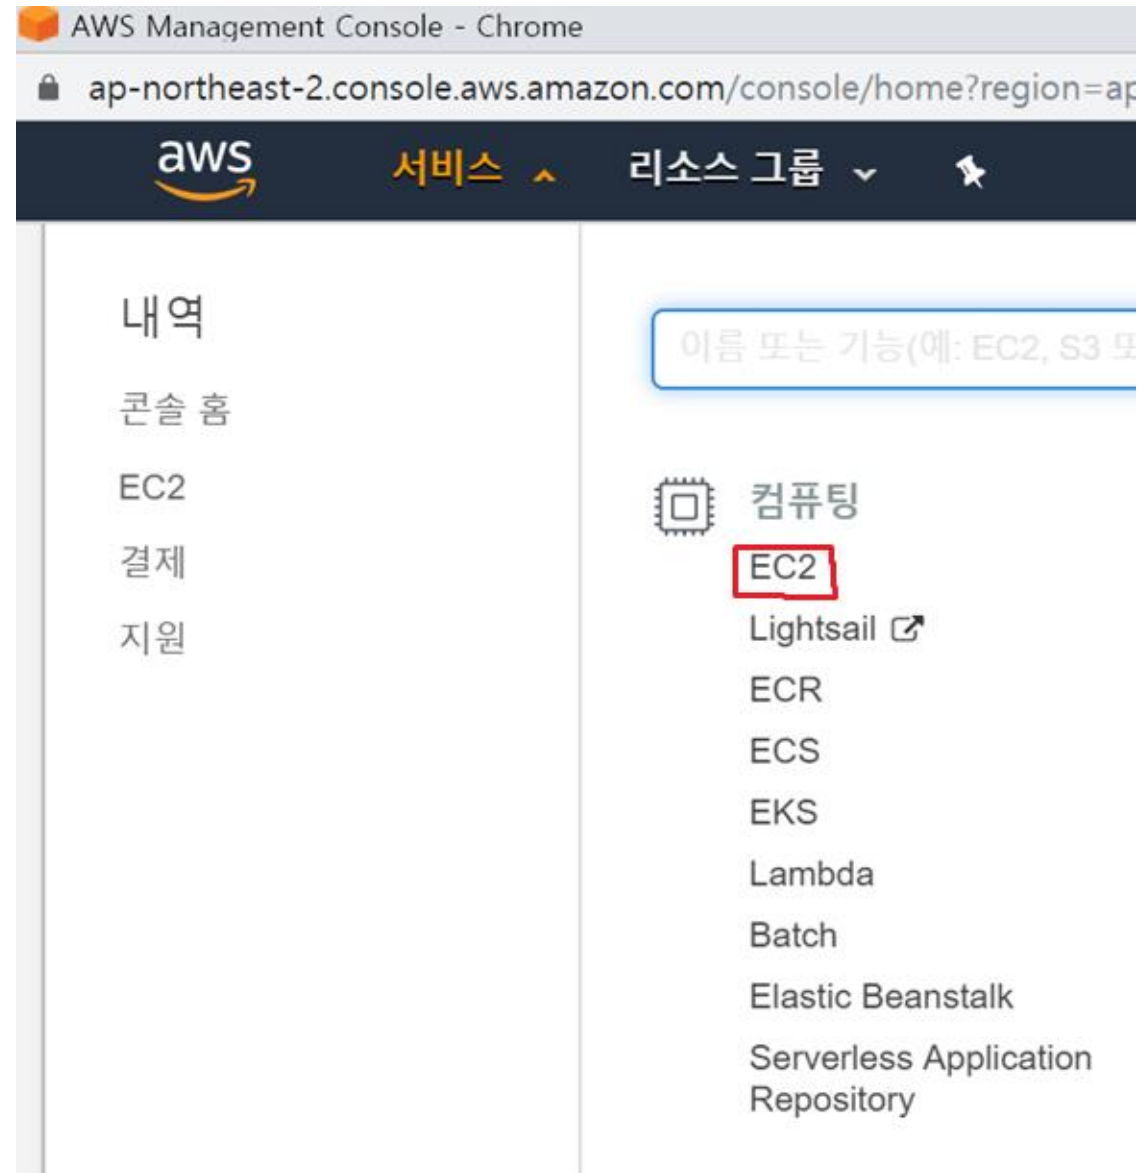 AWS Management Console - Chrome
ap-northeast-2.console.aws.amazon.com/console/home?region=ap
aws 서비스 리소스 그룹
내역
콘솔 홈
EC2
결제
지원
이름 또는 기능(예: EC2, S3 또
컴퓨팅
EC2
Lightsail
ECR
ECS
EKS
Lambda
Batch
Elastic Beanstalk
Serverless Application
Repository